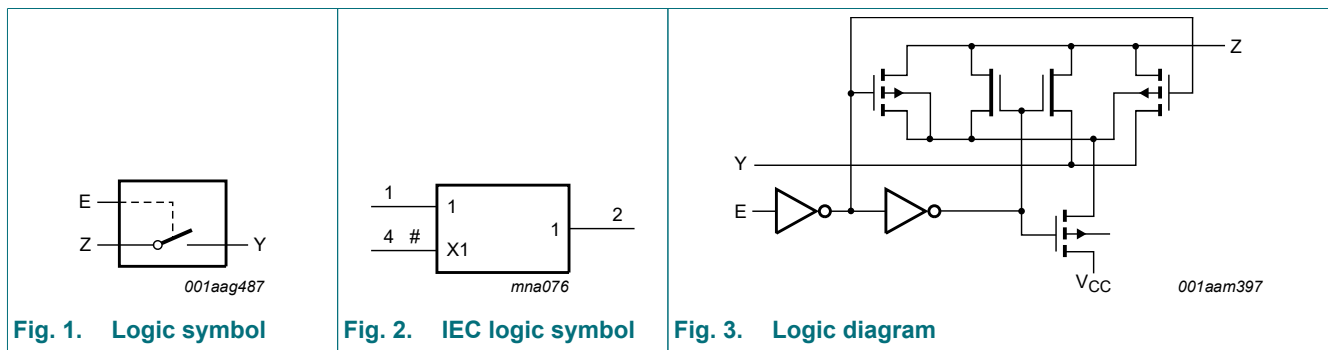 E
Z
Y
001aag487
Fig. 1. Logic symbol
1
1
4 #
X1
1
2
mna076
Fig. 2. IEC logic symbol
Z
Y
E
VCC
001aam397
Fig. 3. Logic diagram